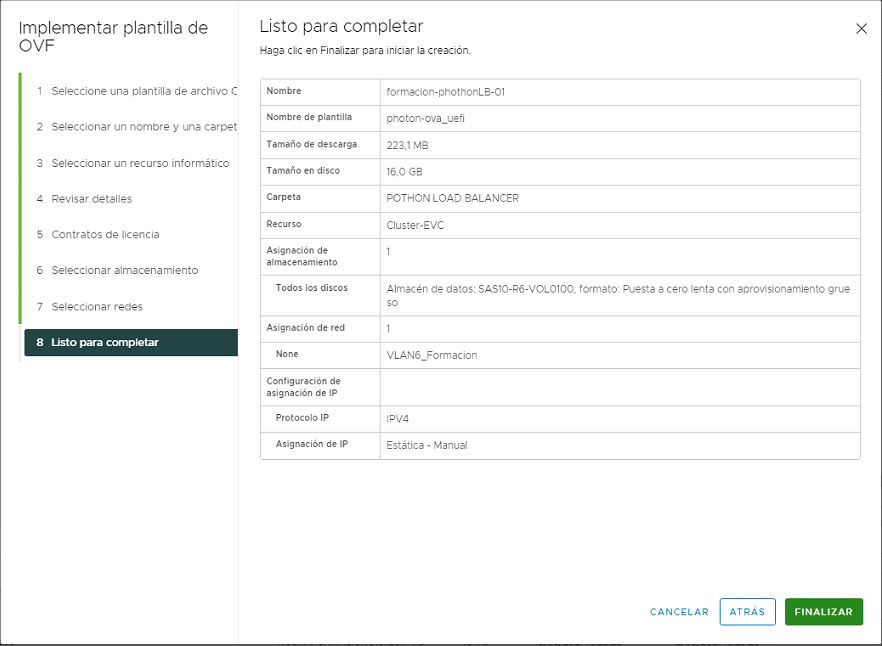 Implementar plantilla de
OVF
1 Seleccione una plantilla de archivo O
2 Seleccionar un nombre y una carpet
3 Seleccionar un recurso informático
4 Revisar detalles
5 Contratos de licencia
6 Seleccionar almacenamiento
7 Seleccionar redes
8 Listo para completar
Listo para completar
Haga clic en Finalizar para iniciar la creación.
Nombre formacion-phothonLB-01
Nombre de plantilla photon-ova_uefi
Tamaño de descarga 223,1 MB
Tamaño en disco 16,0 GB
Carpeta POTHON LOAD BALANCER
Recurso Cluster-EVC
Asignación de
almacenamiento 1
Todos los discos Almacén de datos: SAS10-R6-VOL0100; formato: Puesta a cero lenta con aprovisionamiento grue
so
Asignación de red 1
None VLAN6_Formacion
Configuración de
asignación de IP
Protocolo IP IPV4
Asignación de IP Estática - Manual
CANCELAR ATRÁS FINALIZAR